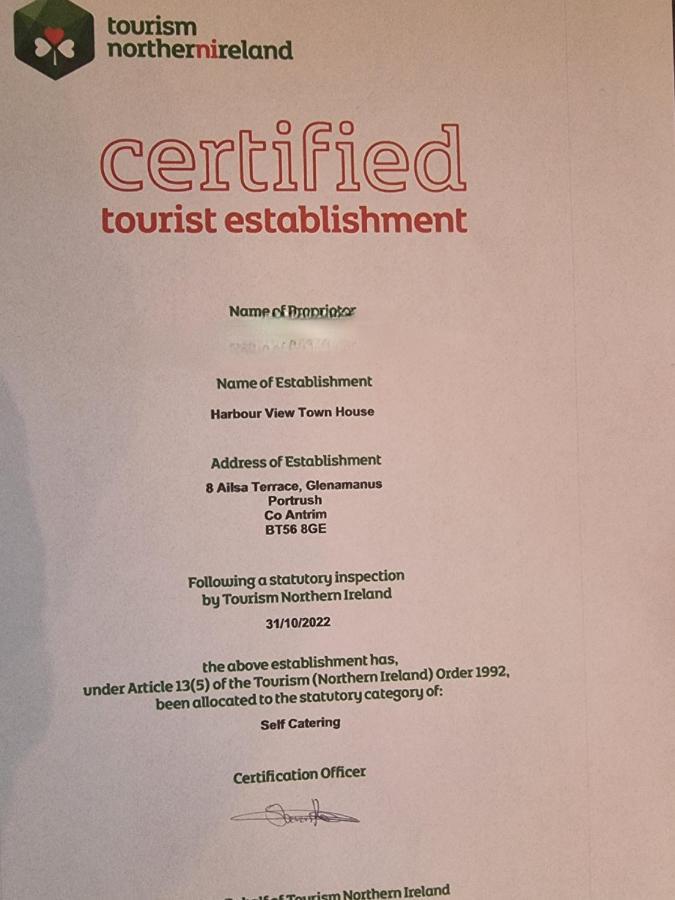 tourism
northernireland
certified
tourist establishment
Name of Proprietor
Name of Establishment
Harbour View Town House
Address of Establishment
8 Ailsa Terrace, Glenamanus
Portrush
Co Antrim
BT56 8GE
Following a statutory inspection
by Tourism Northern Ireland
31/10/2022
the above establishment has,
under Article 13(5) of the Tourism (Northern Ireland) Order 1992,
been allocated to the statutory category of:
Self Catering
Certification Officer
Behalf of Tourism Northern Ireland